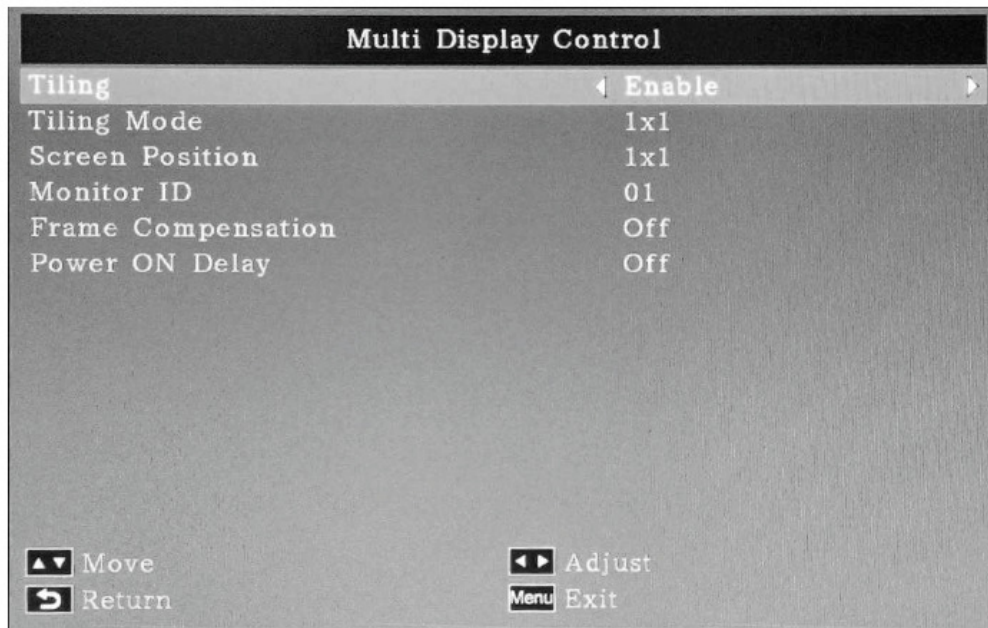 Multi Display Control
Tiling Enable
Tiling Mode 1x1
Screen Position 1x1
Monitor ID 01
Frame Compensation Off
Power ON Delay Off
Move Adjust
Return Menu Exit